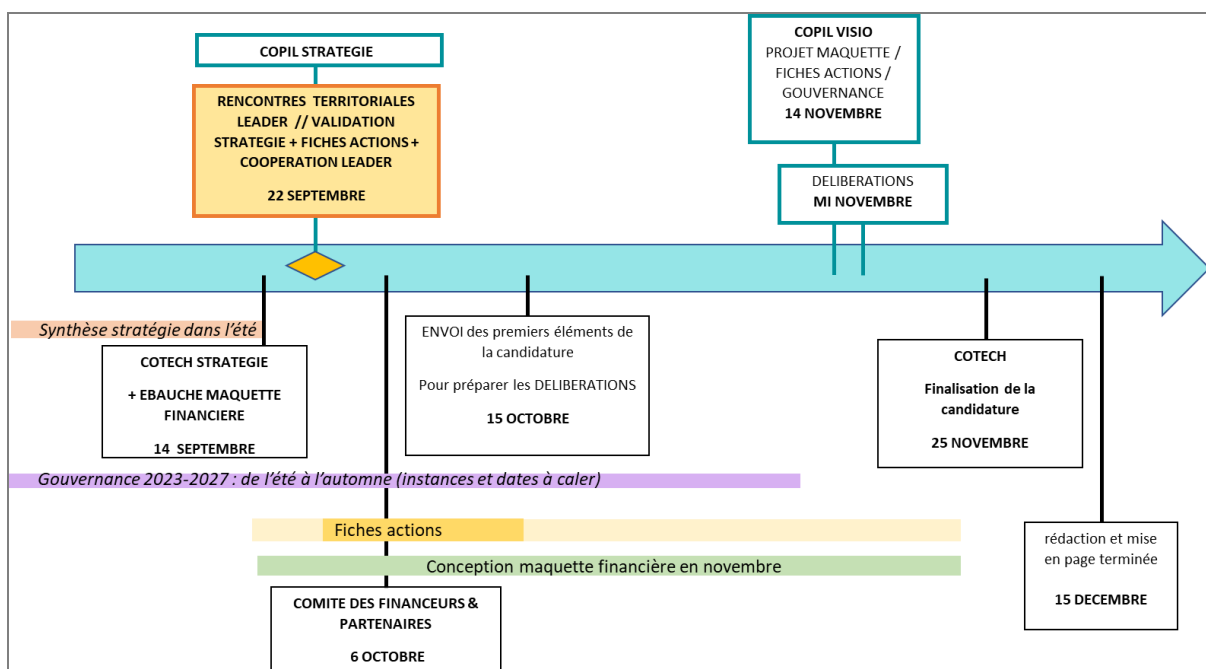 COPIL STRATEGIE
RENCONTRES TERRITORIALES
LEADER // VALIDATION
STRATEGIE + FICHES ACTIONS +
COOPERATION LEADER
22 SEPTEMBRE
COPIL VISIO
PROJET MAQUETTE /
FICHES ACTIONS /
GOUVERNANCE
14 NOVEMBRE
DELIBERATIONS
MI NOVEMBRE
Synthèse stratégie dans l’été
COTECH STRATEGIE
+ EBAUCHE MAQUETTE
FINANCIERE
14 SEPTEMBRE
ENVOI des premiers éléments de
la candidature
Pour préparer les DELIBERATIONS
15 OCTOBRE
COTECH
Finalisation de la
candidature
25 NOVEMBRE
Gouvernance 2023-2027 : de l’été à l’automne (instances et dates à caler)
Fiches actions
Conception maquette financière en novembre
COMITE DES FINANCEURS &
PARTENAIRES
6 OCTOBRE
rédaction et mise
en page terminée
15 DECEMBRE